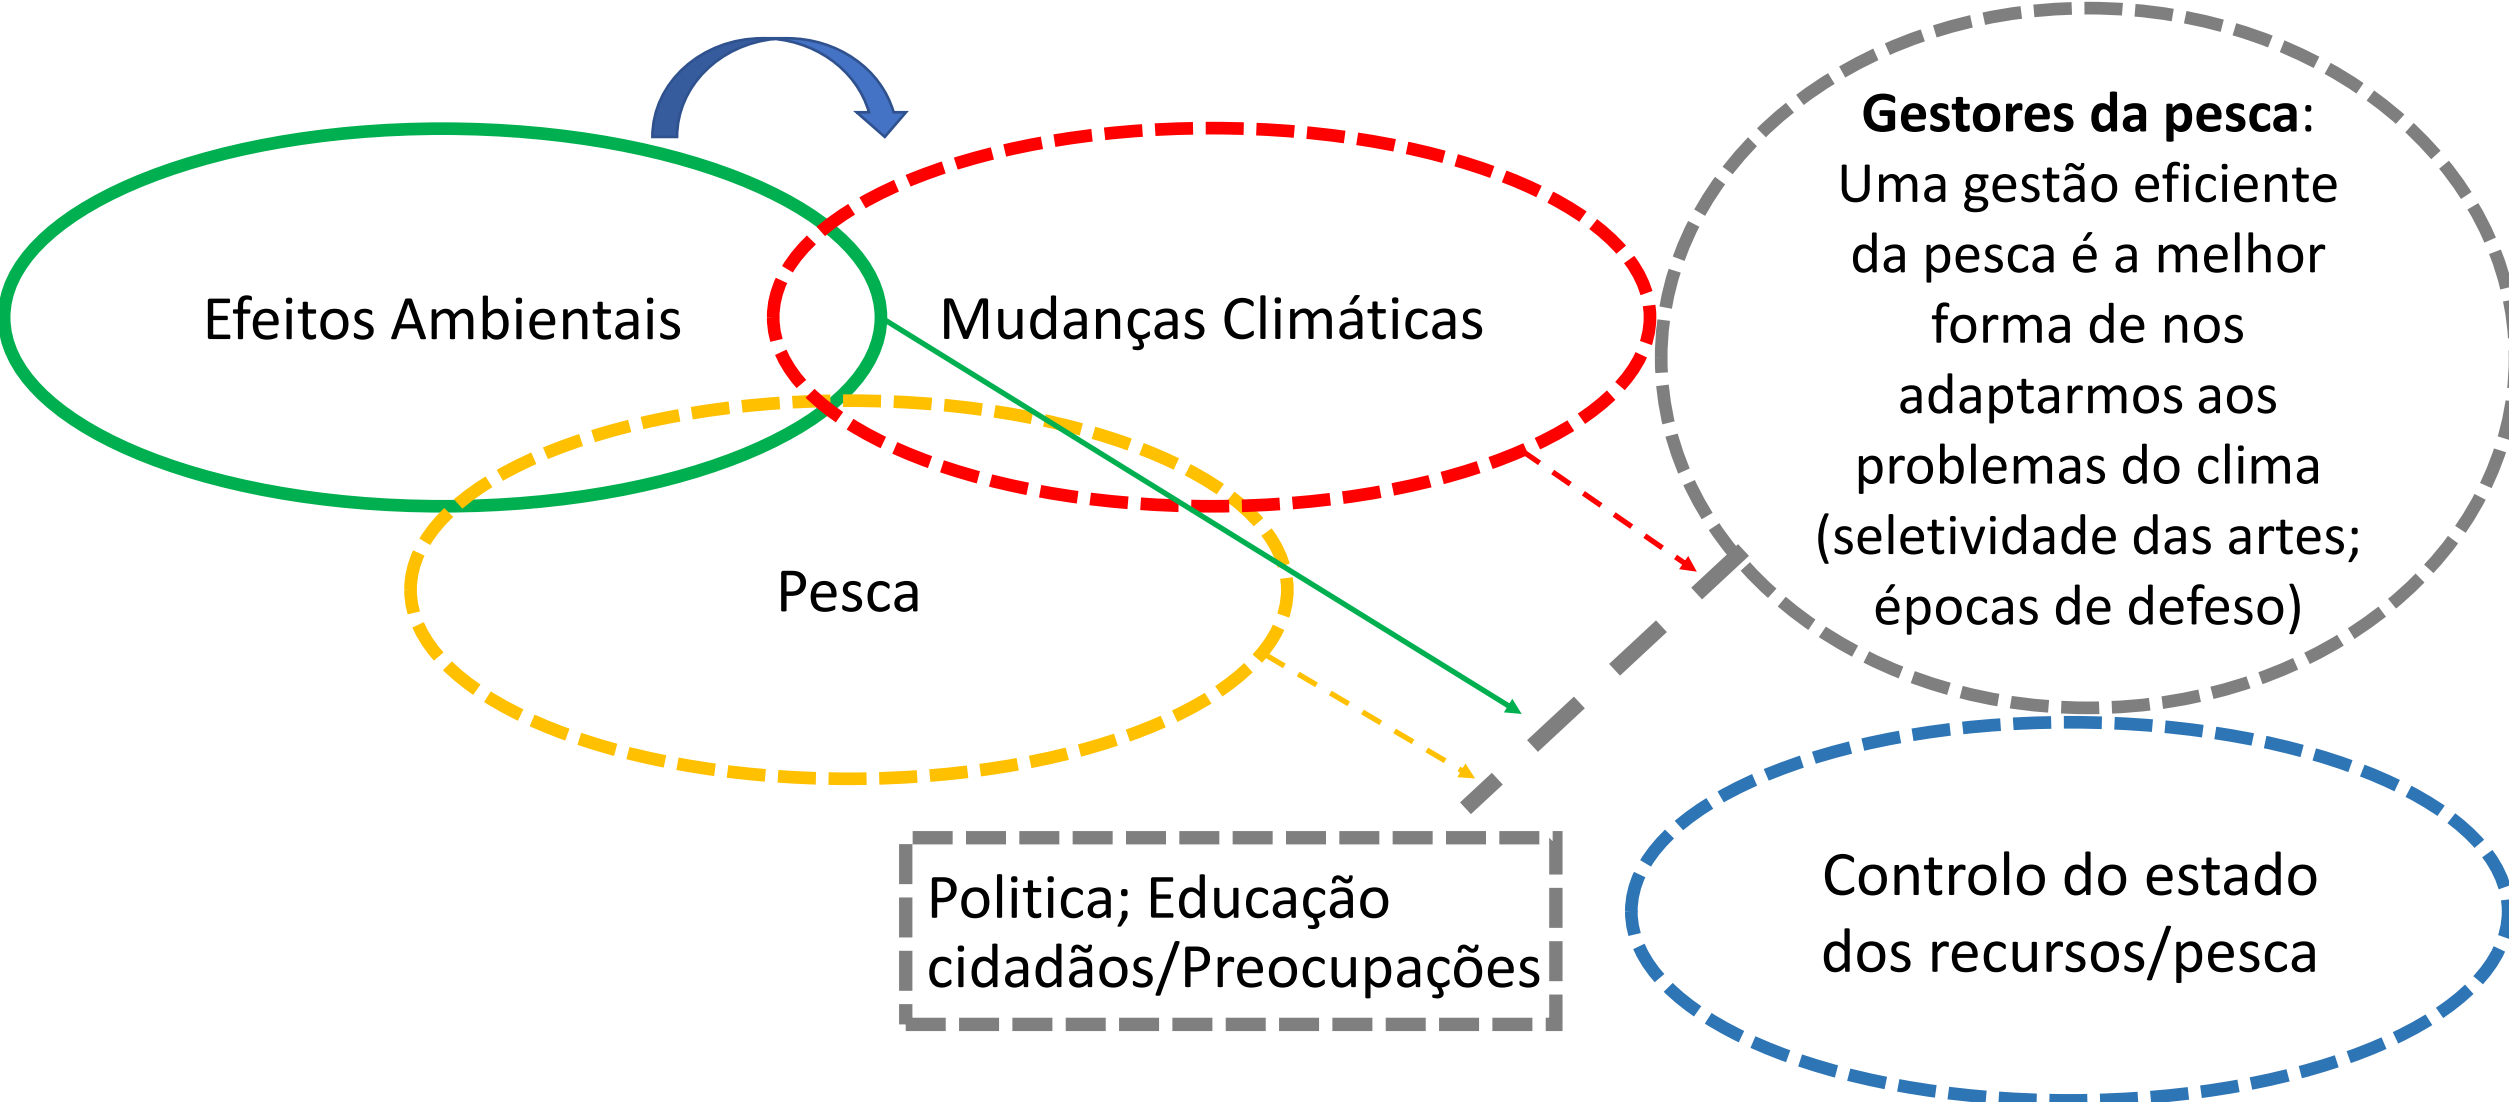 Gestores da pesca:
Uma gestão eficiente
da pesca é a melhor
forma de nos
adaptarmos aos
problemas do clima
(seletividade das artes;
épocas de defeso)
Efeitos Ambientais
Mudanças Climáticas
Pesca
Politica; Educação
cidadãos/Preocupações
Controlo do estado
dos recursos/pesca